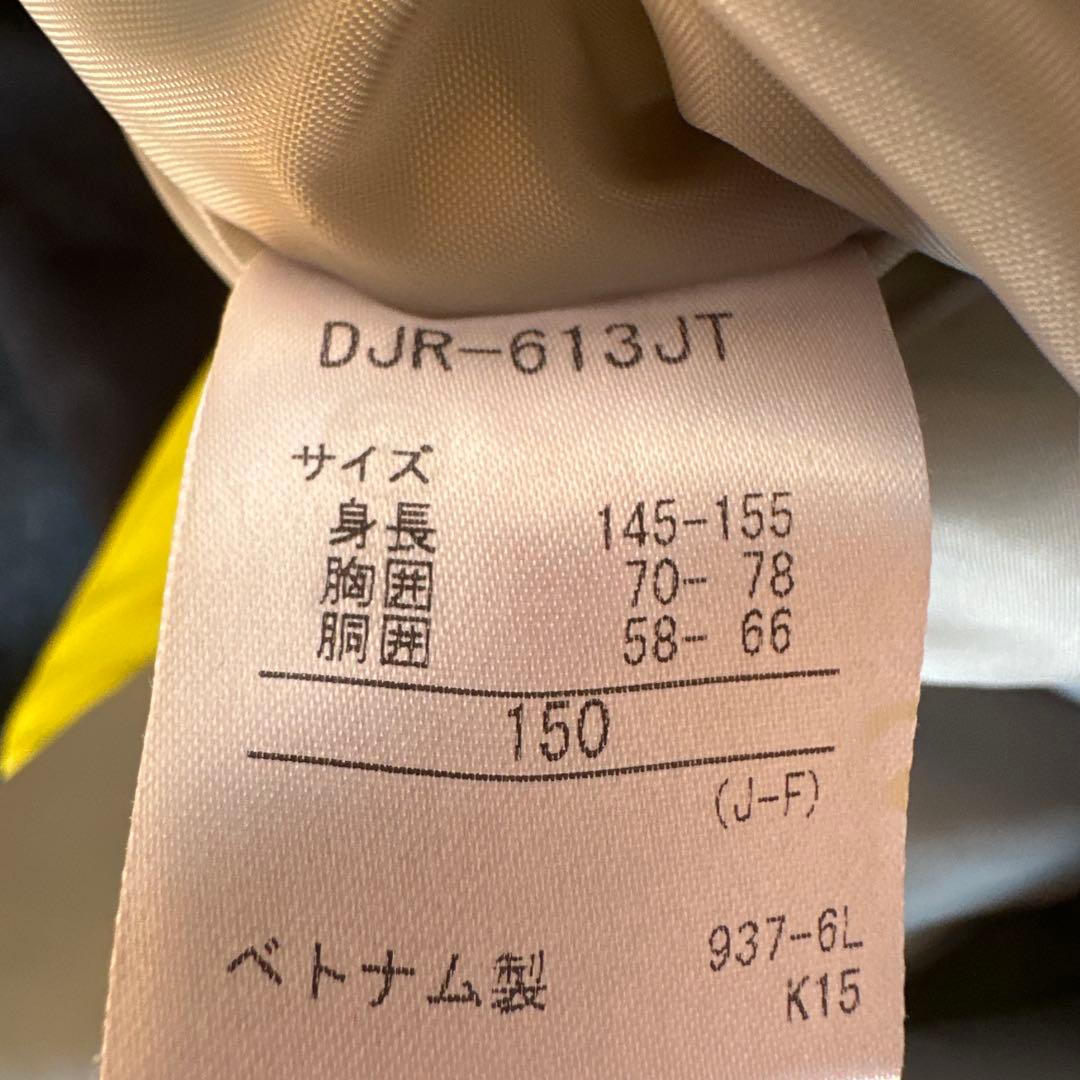 DJR-613JT
サイズ
身長 145-155
胸囲 70- 78
胴囲 58- 66
150
(J-F)
937-6L
ベトナム製
K15